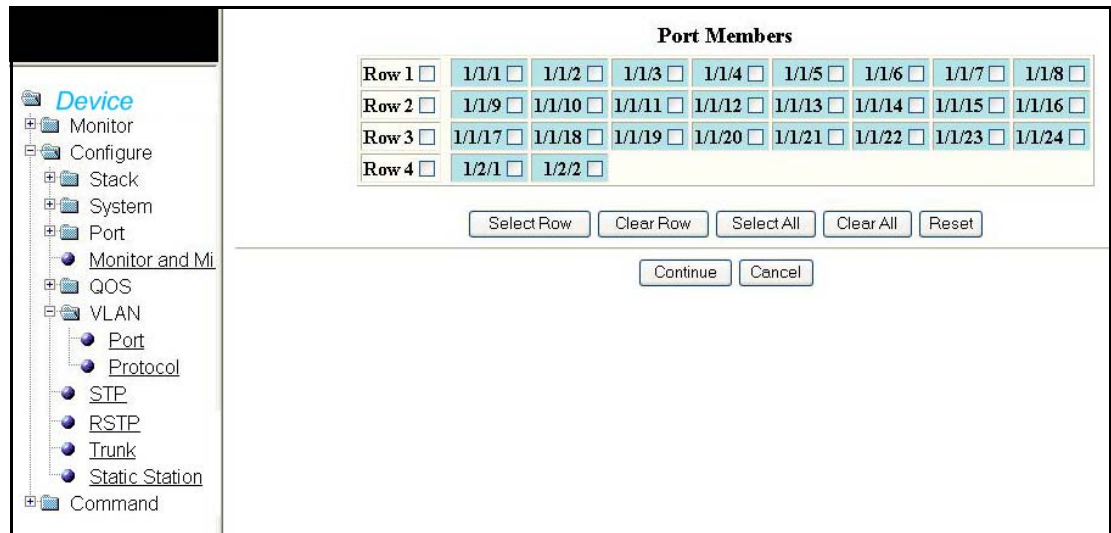 Device
Monitor
Configure
Stack
System
Port
Monitor and Mi
QOS
VLAN
Port
Protocol
STP
RSTP
Trunk
Static Station
Command
Port Members
Row 1 1/1/1 1/1/2 1/1/3 1/1/4 1/1/5 1/1/6 1/1/7 1/1/8
Row 2 1/1/9 1/1/10 1/1/11 1/1/12 1/1/13 1/1/14 1/1/15 1/1/16
Row 3 1/1/17 1/1/18 1/1/19 1/1/20 1/1/21 1/1/22 1/1/23 1/1/24
Row 4 1/2/1 1/2/2
Select Row Clear Row Select All Clear All Reset
Continue Cancel